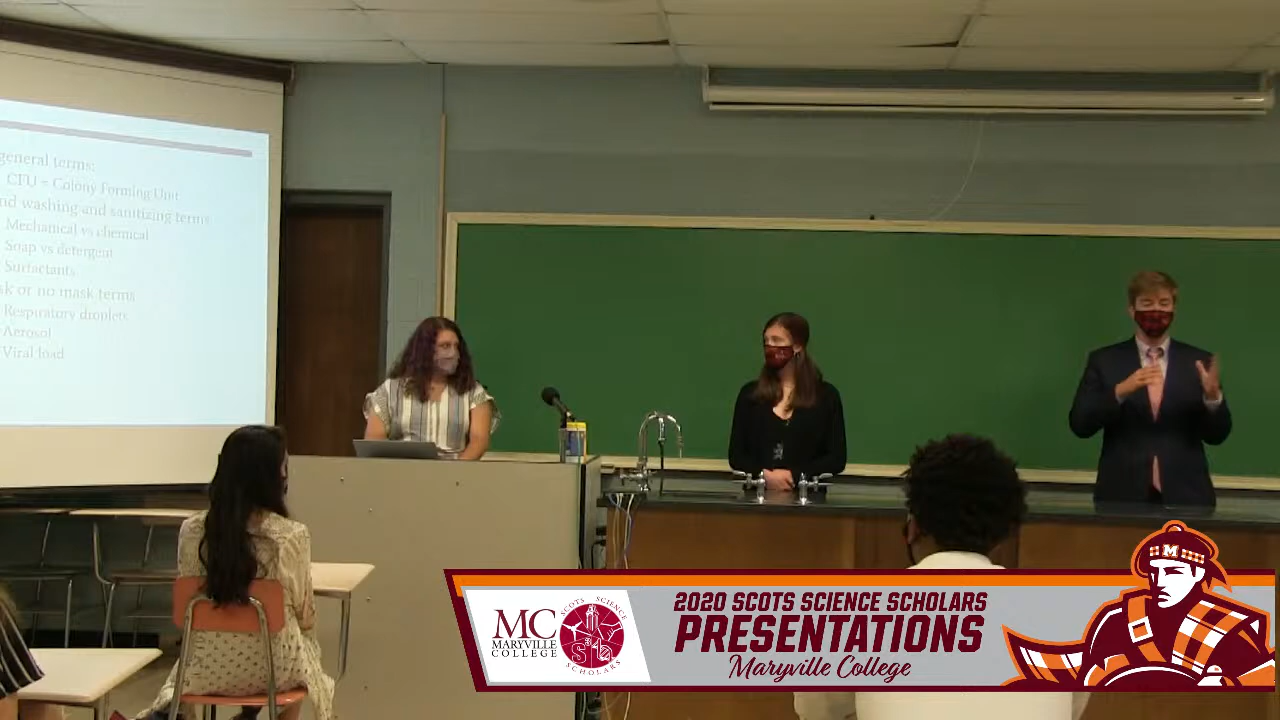 general terms:
CFU = Colony Forming Unit
nd washing and sanitizing terms
Mechanical vs chemical
Soap vs detergent
Surfactants
sk or no mask terms
Respiratory droplets
Aerosol
Viral load
MC
MARYVILLE
COLLEGE
SCOTS SCIENCE
SCHOLARS
2020 SCOTS SCIENCE SCHOLARS
PRESENTATIONS
Maryville College
M